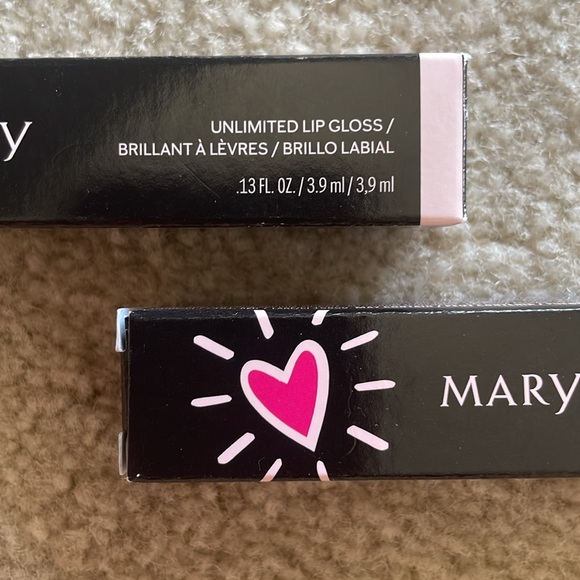 y
UNLIMITED LIP GLOSS /
BRILLANT À LÈVRES / BRILLO LABIAL
.13 FL. OZ. / 3.9 ml / 3,9 ml
MARY